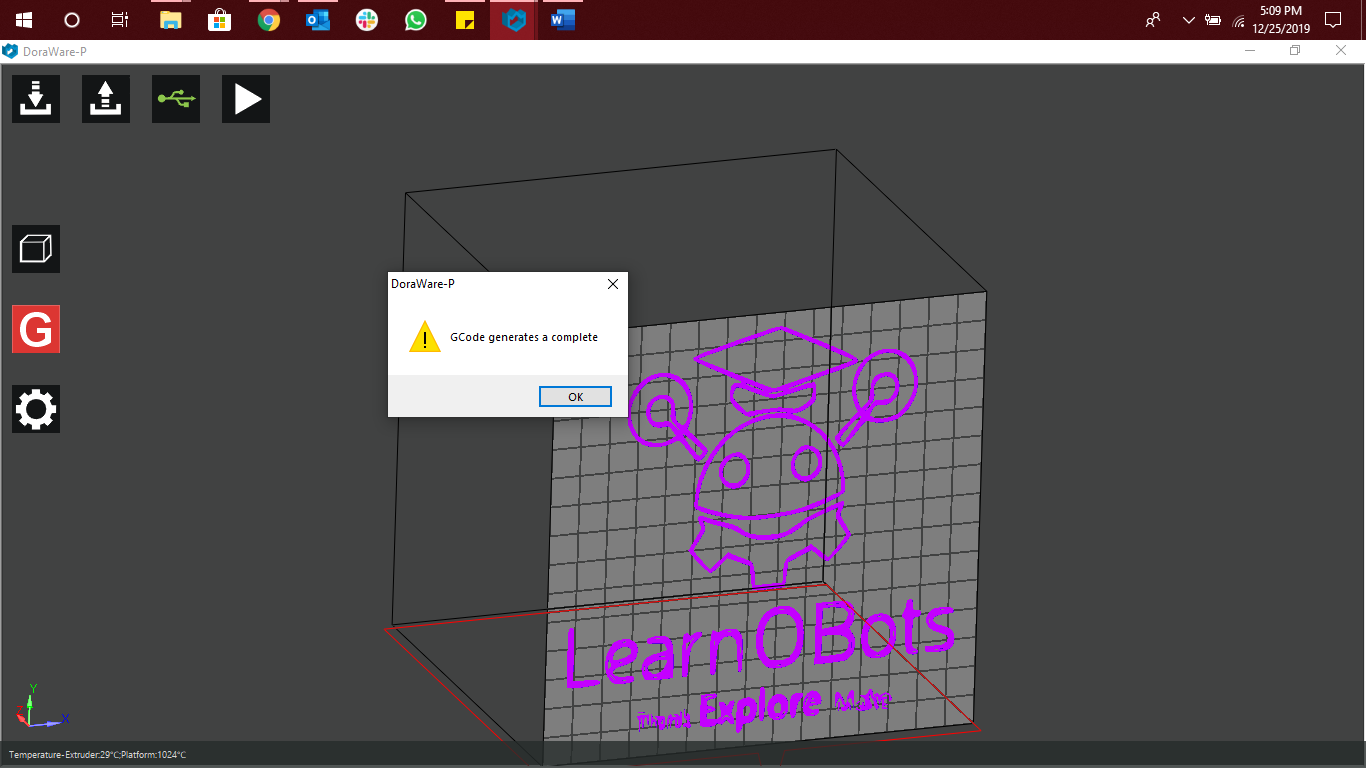 5:09 PM
12/25/2019
DoraWare-P
DoraWare-P
GCode generates a complete
OK
G
LearnOBots
Explore
Y
X
Temperature-Extruder:29°C;Platform:1024°C